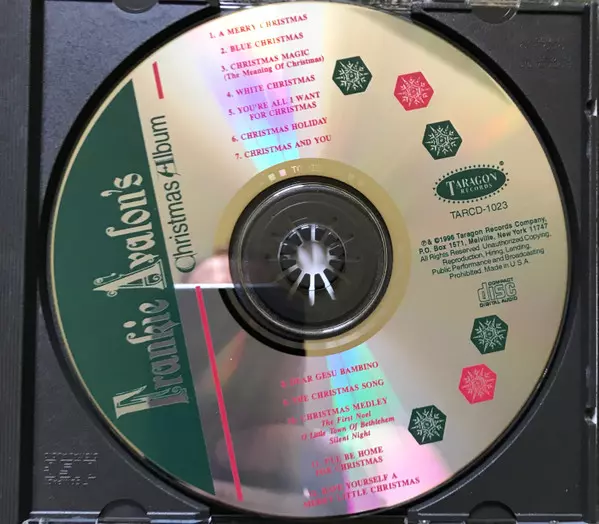 Frankie Avalon's
Christmas Album
1. A MERRY CHRISTMAS
2. BLUE CHRISTMAS
3. CHRISTMAS MAGIC
(The Meaning Of Christmas)
4. WHITE CHRISTMAS
5. YOU'RE ALL I WANT
FOR CHRISTMAS
6. CHRISTMAS HOLIDAY
7. CHRISTMAS AND YOU
TARAGON
RECORDS
TARCD-1023
℗ & ©1996 Taragon Records Company,
P.O. Box 1571, Melville, New York 11747
All Rights Reserved. Unauthorized Copying,
Reproduction, Hiring, Lending,
Public Performance and Broadcasting
Prohibited. Made in U.S.A.
COMPACT
disc
DIGITAL AUDIO
GESU BAMBINO
THE CHRISTMAS SONG
CHRISTMAS MEDLEY
The First Noel
O Little Town Of Bethlehem
Silent Night
I'LL BE HOME
FOR CHRISTMAS
YOURSELF A
MERRY LITTLE CHRISTMAS